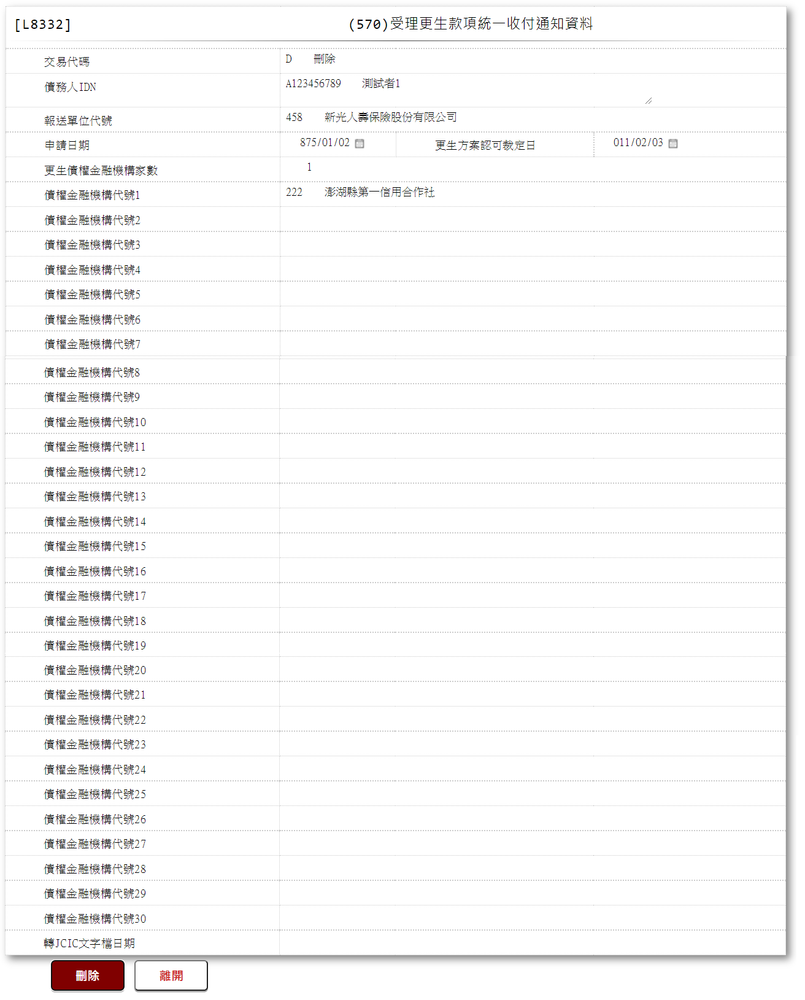 [L8332] (570)受理更生款項統一收付通知資料
交易代碼 D 刪除
債務人IDN A123456789 測試者1
報送單位代號 458 新光人壽保險股份有限公司
申請日期 875/01/02 更生方案認可裁定日 011/02/03
更生債權金融機構家數 1
債權金融機構代號1 222 澎湖縣第一信用合作社
債權金融機構代號2
債權金融機構代號3
債權金融機構代號4
債權金融機構代號5
債權金融機構代號6
債權金融機構代號7
債權金融機構代號8
債權金融機構代號9
債權金融機構代號10
債權金融機構代號11
債權金融機構代號12
債權金融機構代號13
債權金融機構代號14
債權金融機構代號15
債權金融機構代號16
債權金融機構代號17
債權金融機構代號18
債權金融機構代號19
債權金融機構代號20
債權金融機構代號21
債權金融機構代號22
債權金融機構代號23
債權金融機構代號24
債權金融機構代號25
債權金融機構代號26
債權金融機構代號27
債權金融機構代號28
債權金融機構代號29
債權金融機構代號30
轉JCIC文字檔日期
刪除 離開